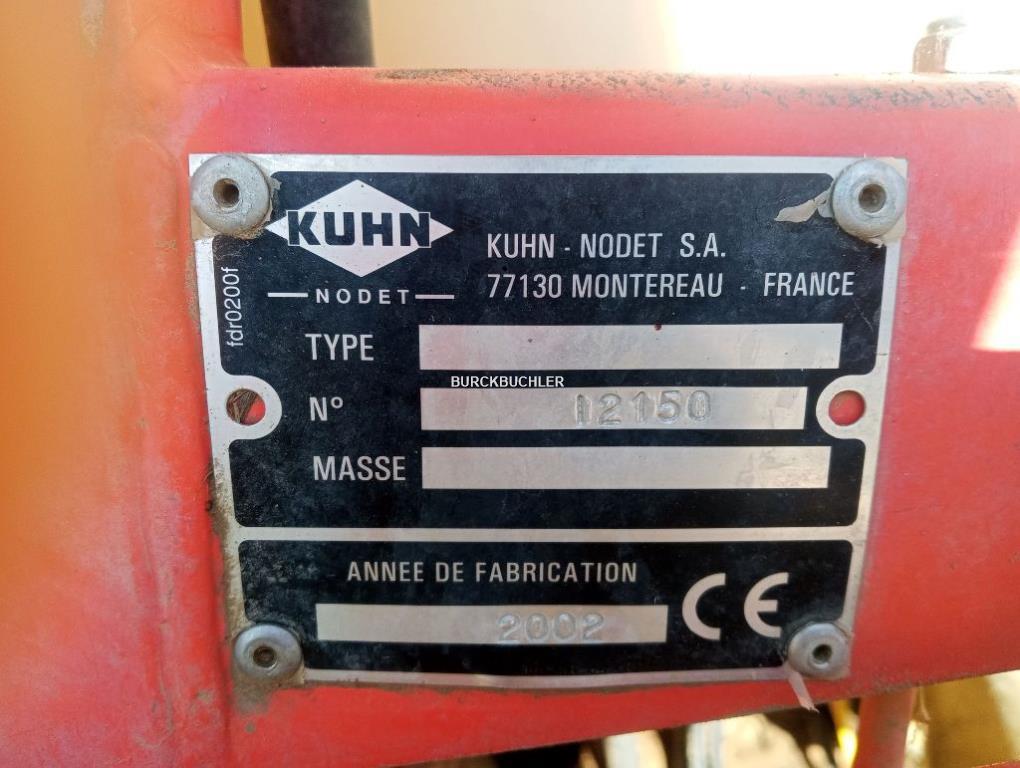 KUHN
NODET
KUHN - NODET S.A.
77130 MONTEREAU - FRANCE
fdr0200f
TYPE
BURCKBUCHLER
N° 12150
MASSE
ANNEE DE FABRICATION
2002 CE